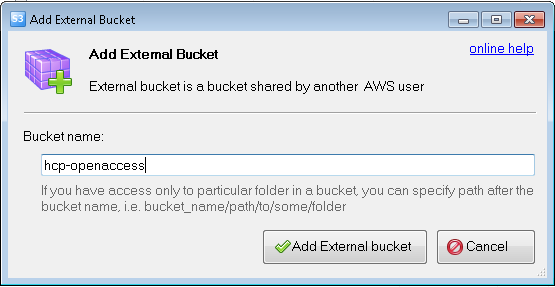 S3 Add External Bucket
Add External Bucket
online help
External bucket is a bucket shared by another AWS user
Bucket name:
hcp-openaccess
If you have access only to particular folder in a bucket, you can specify path after the
bucket name, i.e. bucket_name/path/to/some/folder
Add External bucket
Cancel